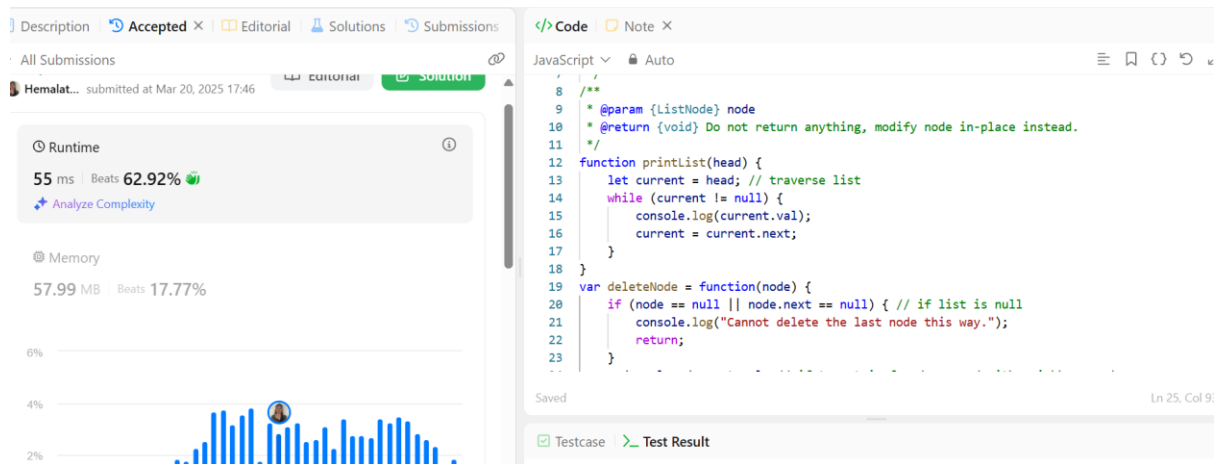 Description Accepted × Editorial Solutions Submissions
All Submissions
Editorial Solution
Hemalat... submitted at Mar 20, 2025 17:46
Runtime
55 ms Beats 62.92%
Analyze Complexity
Memory
57.99 MB Beats 17.77%
6%
4%
2%
</> Code Note ×
JavaScript Auto
7 */
8 /**
9 * @param {ListNode} node
10 * @return {void} Do not return anything, modify node in-place instead.
11 */
12 function printList(head) {
13 let current = head; // traverse list
14 while (current != null) {
15 console.log(current.val);
16 current = current.next;
17 }
18 }
19 var deleteNode = function(node) {
20 if (node == null || node.next == null) { // if list is null
21 console.log("Cannot delete the last node this way.");
22 return;
23 }
Saved Ln 25, Col 93
Testcase >_ Test Result